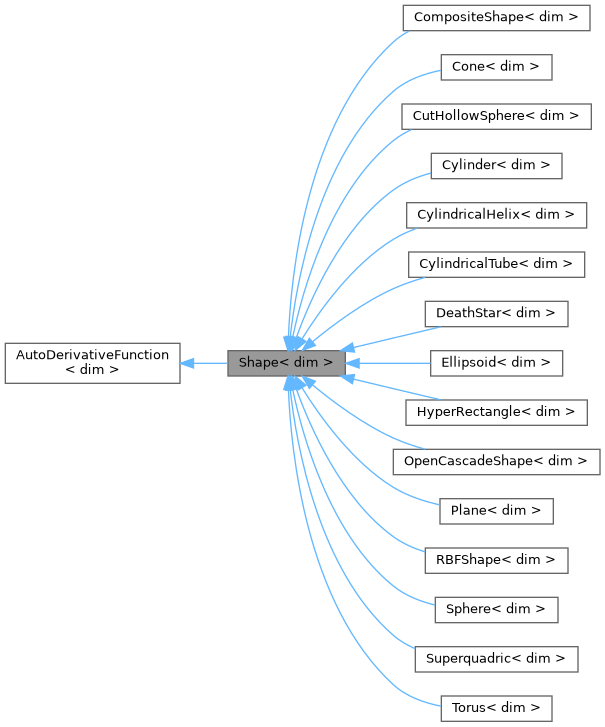 CompositeShape< dim >
Cone< dim >
CutHollowSphere< dim >
Cylinder< dim >
CylindricalHelix< dim >
CylindricalTube< dim >
DeathStar< dim >
AutoDerivativeFunction
< dim >
Shape< dim >
Ellipsoid< dim >
HyperRectangle< dim >
OpenCascadeShape< dim >
Plane< dim >
RBFShape< dim >
Sphere< dim >
Superquadric< dim >
Torus< dim >